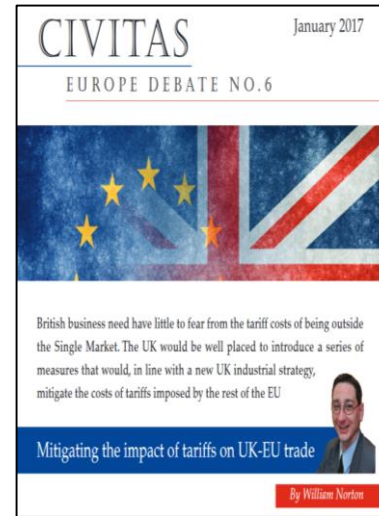 January 2017
CIVITAS
EUROPE DEBATE NO.6
British business need have little to fear from the tariff costs of being outside
the Single Market. The UK would be well placed to introduce a series of
measures that would, in line with a new UK industrial strategy,
mitigate the costs of tariffs imposed by the rest of the EU
Mitigating the impact of tariffs on UK-EU trade
By William Norton